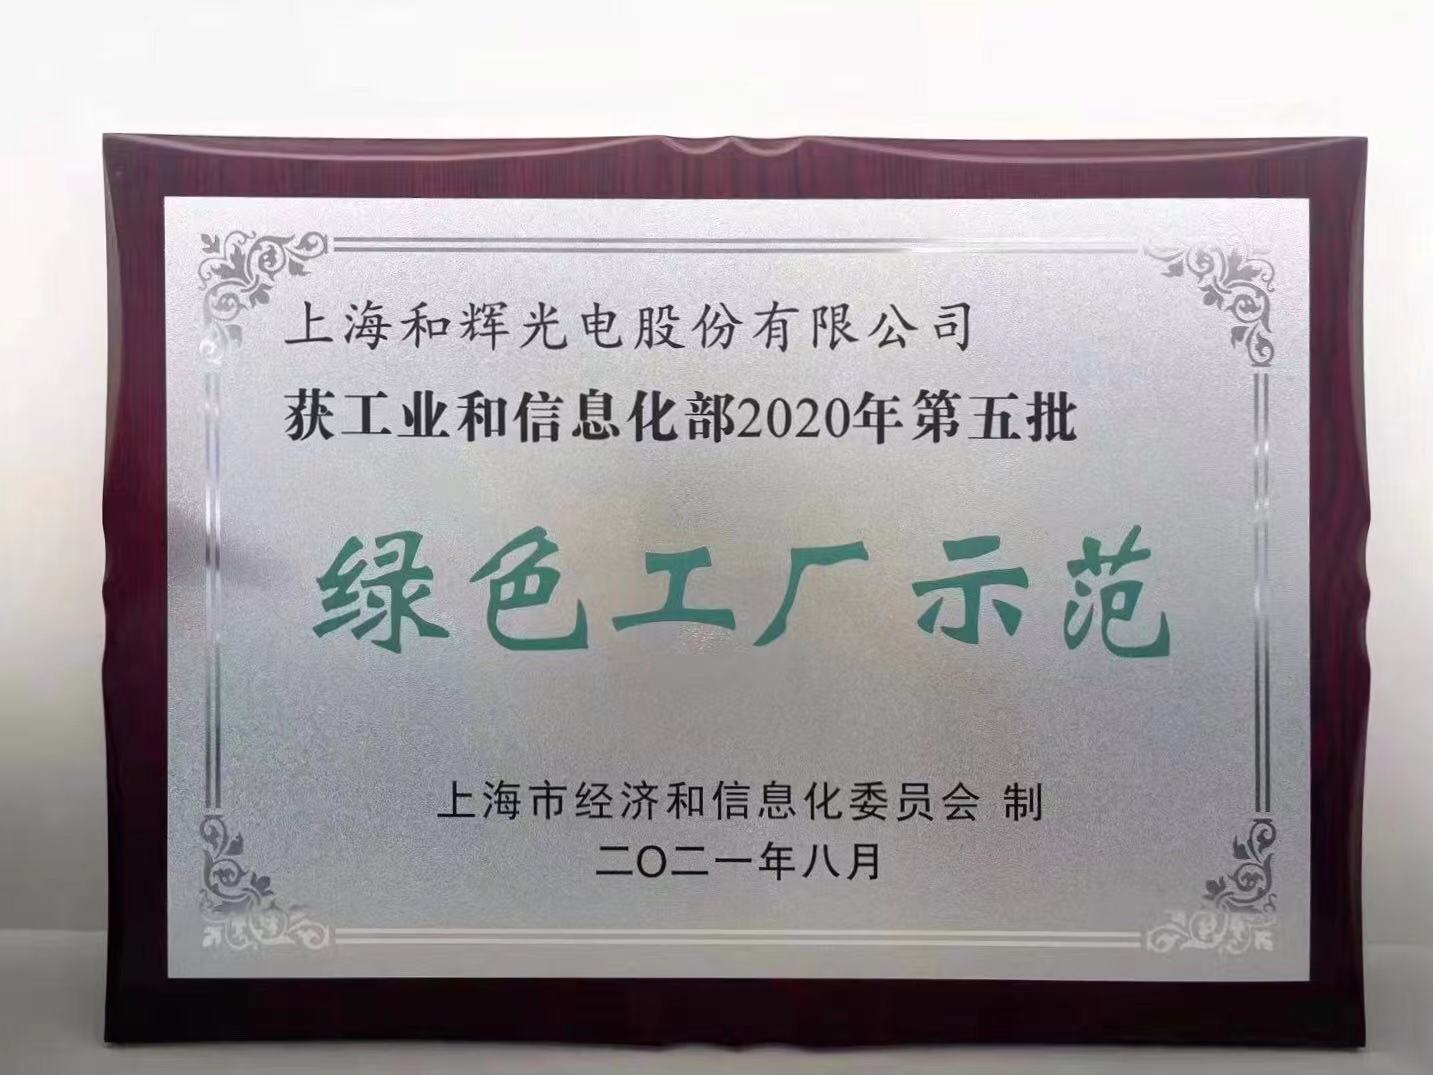 上海和辉光电股份有限公司
获工业和信息化部2020年第五批
绿色工厂示范
上海市经济和信息化委员会 制
二〇二一年八月